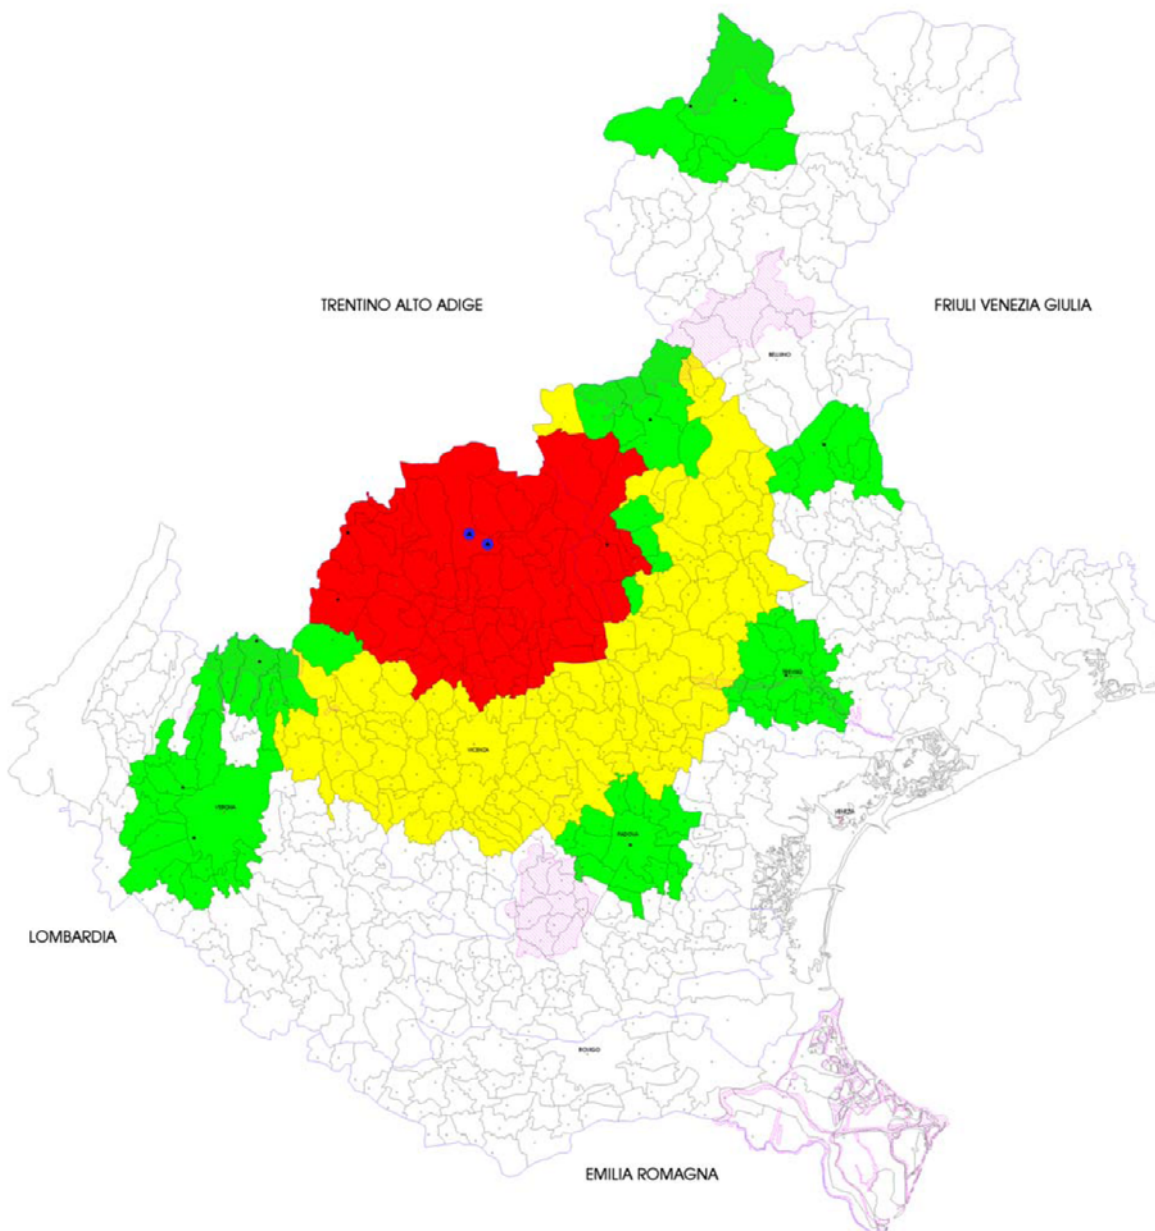 TRENTINO ALTO ADIGE
FRIULI VENEZIA GIULIA
BELLUNO
TREVISO
VICENZA
VERONA
VENEZIA
PADOVA
LOMBARDIA
ROVIGO
EMILIA ROMAGNA